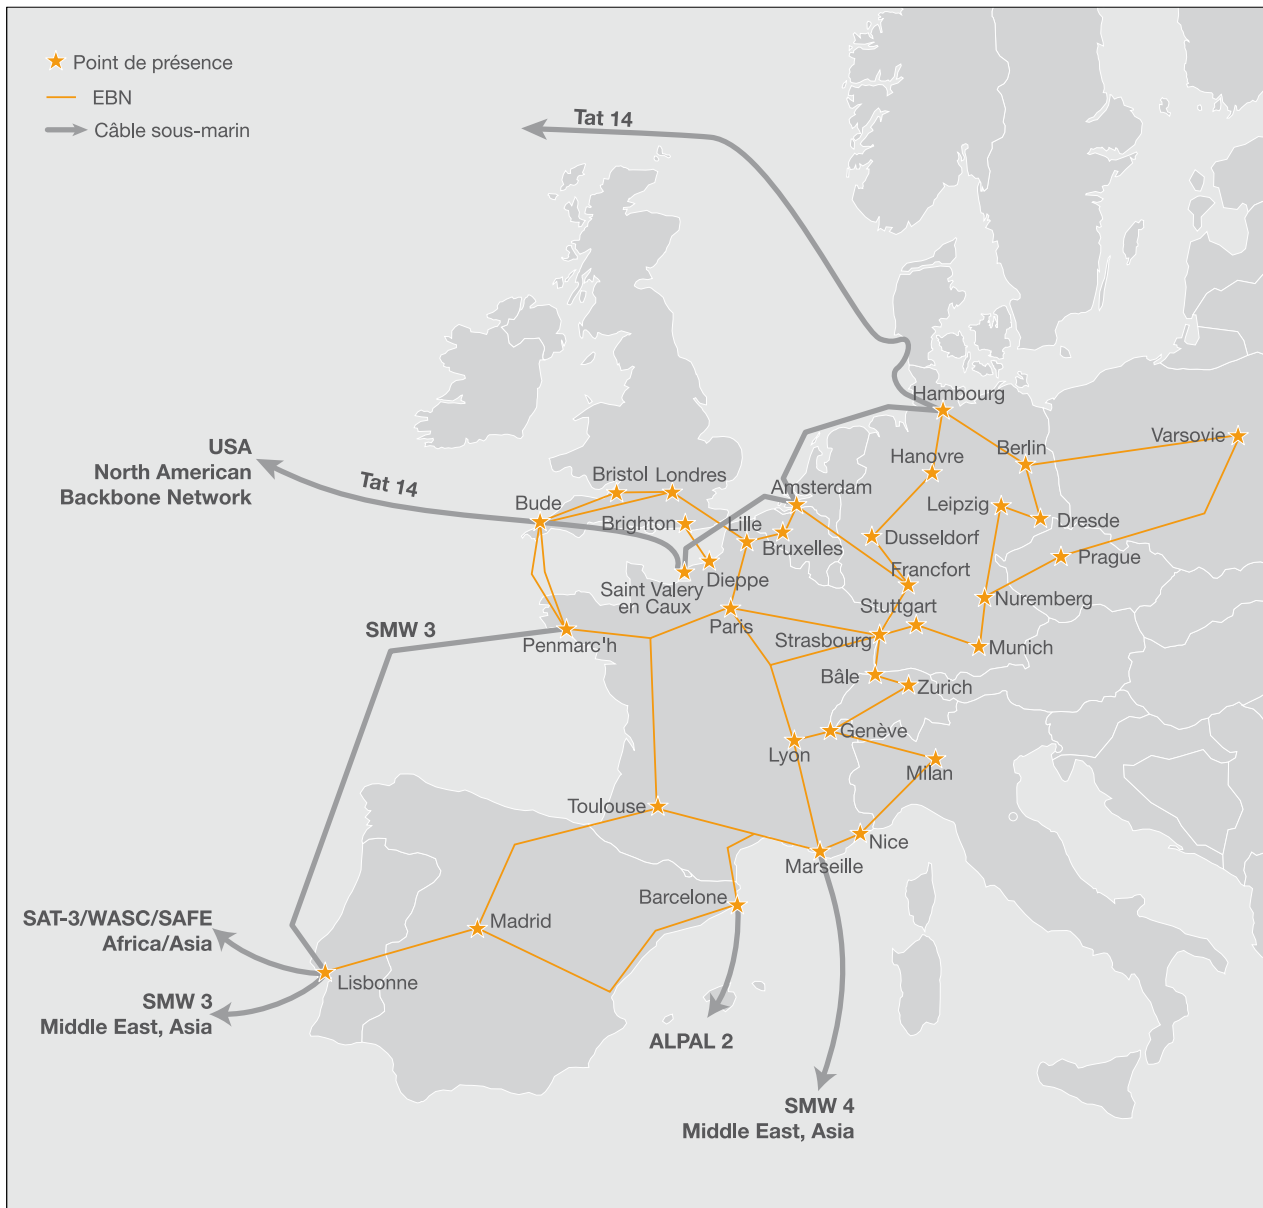 Point de présence
EBN
Câble sous-marin
Tat 14
Hambourg
Varsovie
Berlin
USA
North American
Backbone Network
Hanovre
Bristol
Londres
Tat 14
Amsterdam
Bude
Leipzig
Brighton
Lille
Dresde
Dusseldorf
Bruxelles
Prague
Dieppe
Francfort
Saint Valery
en Caux
Nuremberg
Stuttgart
Paris
SMW 3
Strasbourg
Penmarc'h
Munich
Bâle
Zurich
Genève
Lyon
Milan
Toulouse
Nice
Marseille
Barcelone
SAT-3/WASC/SAFE
Africa/Asia
Madrid
Lisbonne
SMW 3
Middle East, Asia
ALPAL 2
SMW 4
Middle East, Asia